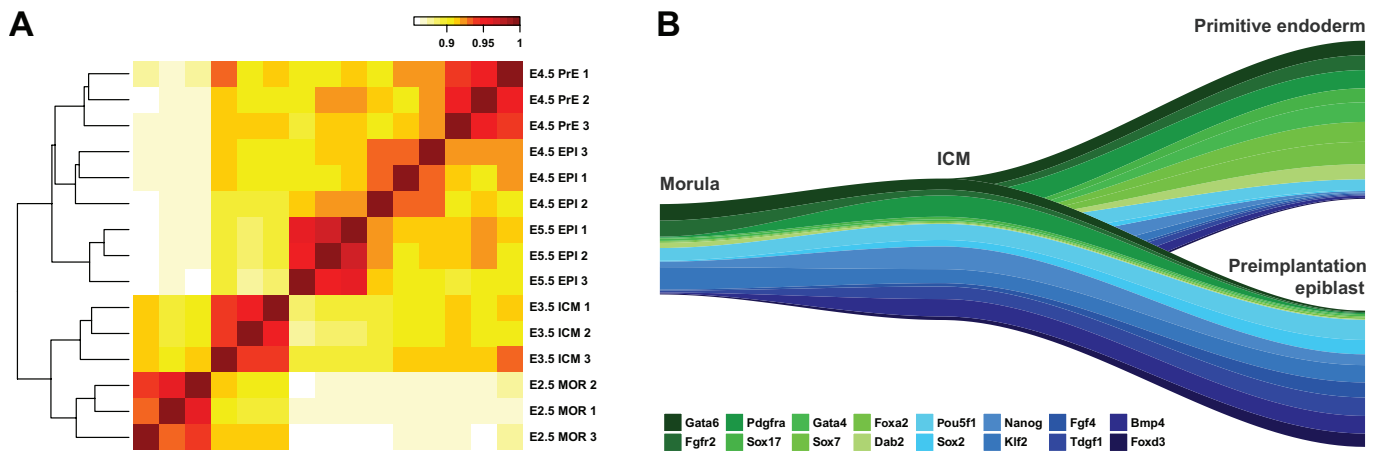 A
0.9 0.95 1
E4.5 PrE 1
E4.5 PrE 2
E4.5 PrE 3
E4.5 EPI 3
E4.5 EPI 1
E4.5 EPI 2
E5.5 EPI 1
E5.5 EPI 2
E5.5 EPI 3
E3.5 ICM 1
E3.5 ICM 2
E3.5 ICM 3
E2.5 MOR 2
E2.5 MOR 1
E2.5 MOR 3
B
Primitive endoderm
ICM
Morula
Preimplantation
epiblast
Gata6 Pdgfra Gata4 Foxa2 Pou5f1 Nanog Fgf4 Bmp4
Fgfr2 Sox17 Sox7 Dab2 Sox2 Klf2 Tdgf1 Foxd3